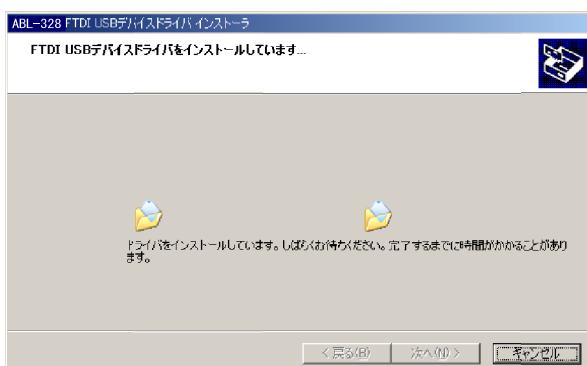 ABL-328 FTDI USBデバイスドライバ インストーラ
FTDI USBデバイスドライバをインストールしています...
ドライバをインストールしています。しばらくお待ちください。完了するまでに時間がかかることがあり
ます。
< 戻る(B)
次へ(N) >
キャンセル